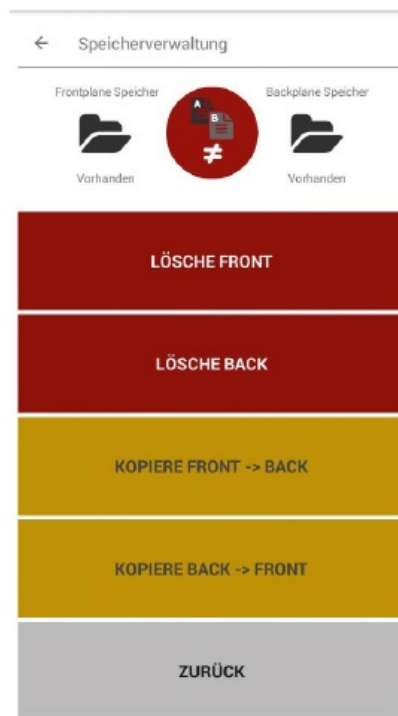 ← Speicherverwaltung
Frontplane Speicher
Backplane Speicher
A
B
≠
Vorhanden
Vorhanden
LÖSCHE FRONT
LÖSCHE BACK
KOPIERE FRONT -> BACK
KOPIERE BACK -> FRONT
ZURÜCK